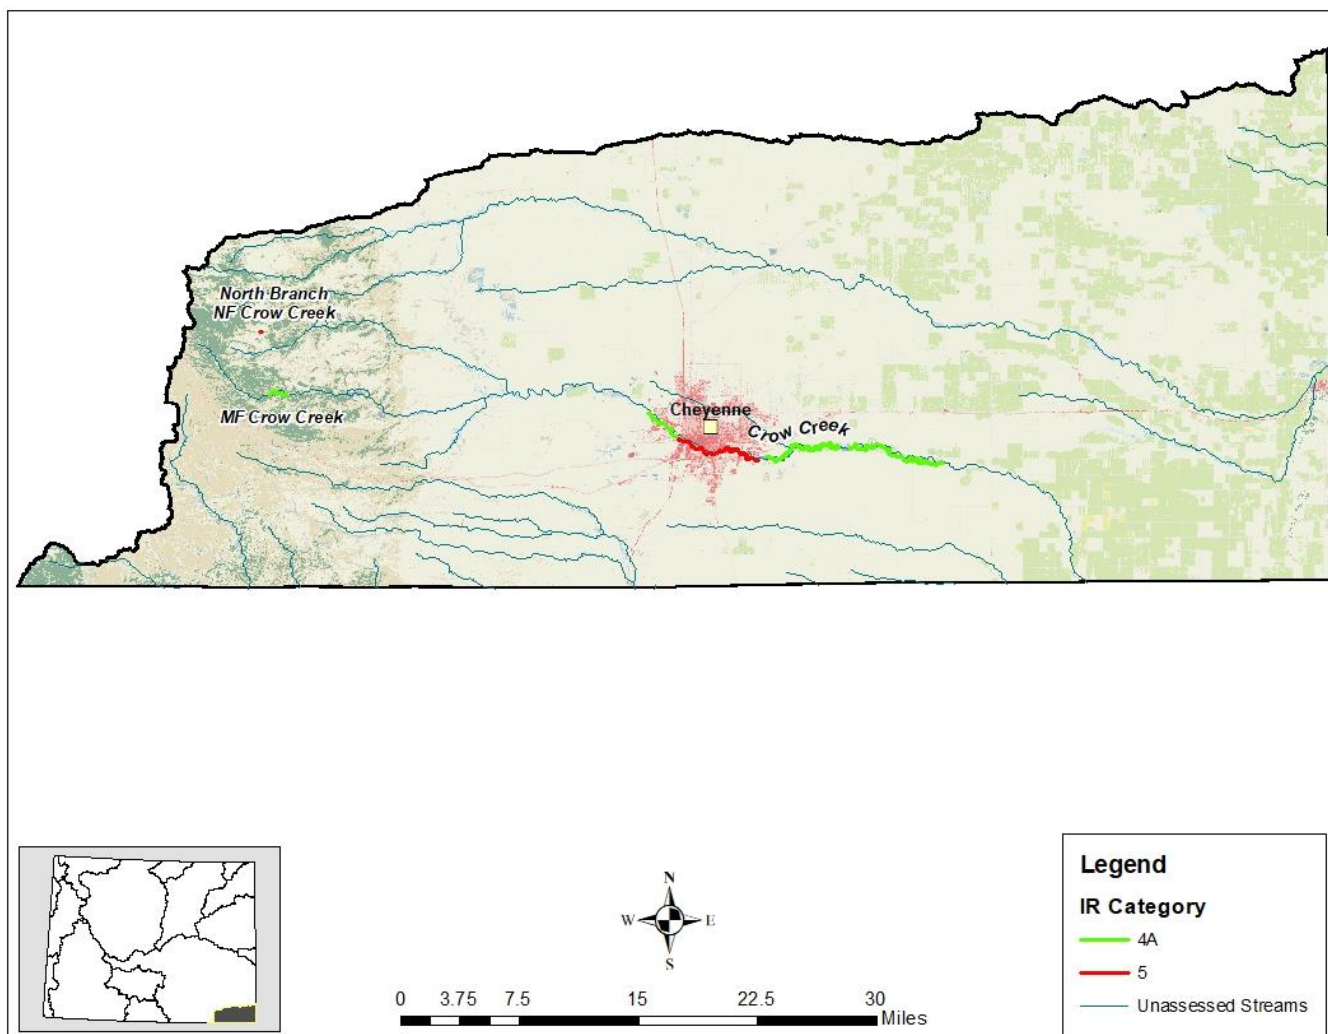 North Branch
NF Crow Creek
MF Crow Creek
Cheyenne
Crow Creek
N
W
E
S
0 3.75 7.5 15 22.5 30
Miles
Legend
IR Category
4A
5
Unassessed Streams